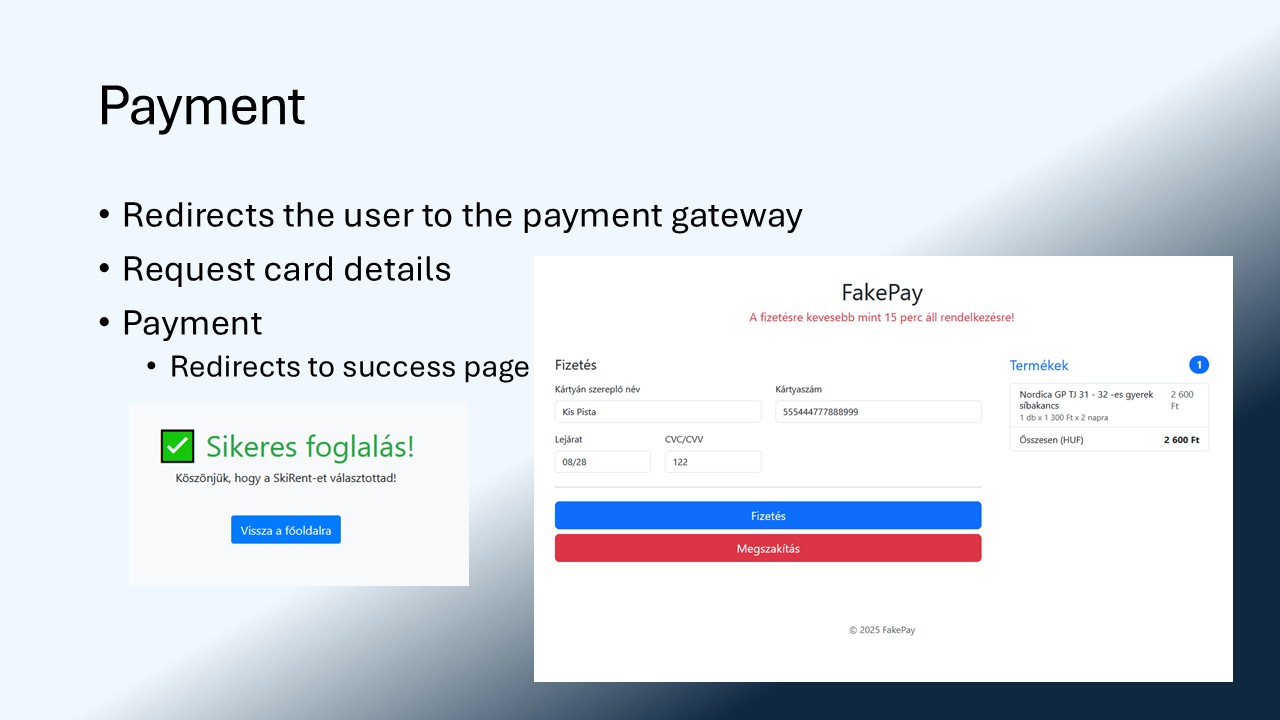 Payment
• Redirects the user to the payment gateway
• Request card details
• Payment
• Redirects to success page
Sikeres foglalás!
Köszönjük, hogy a SkiRent-et választottad!
Vissza a főoldalra
FakePay
A fizetésre kevesebb mint 15 perc áll rendelkezésre!
Fizetés
Kártyán szereplő név
Kártyaszám
Kis Pista
555444777888999
Lejárat
CVC/CVV
08/28
122
Fizetés
Megszakítás
Termékek
1
Nordica GP TJ 31 - 32 -es gyerek
síbakancs
2 600
Ft
1 db x 1 300 Ft x 2 napra
Összesen (HUF)
2 600 Ft
© 2025 FakePay